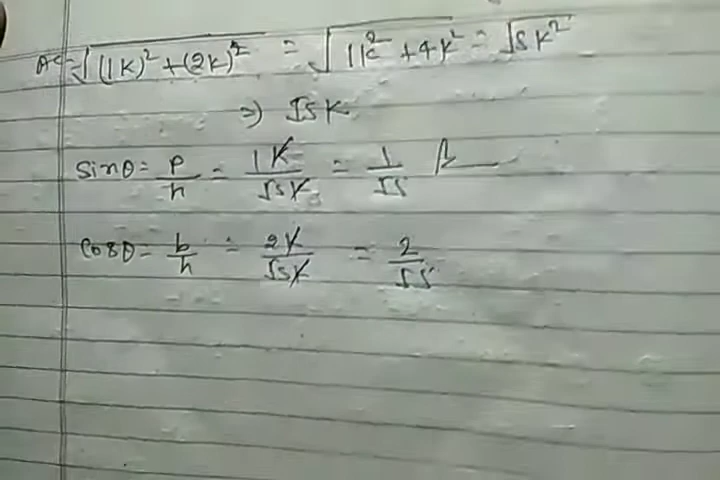 AC = √(1K)² + (2K)² = √1K² + 4K² = √5K²
⇒ √5K
sinθ = P/h = 1K/√5K = 1/√5
cosθ = b/h = 2K/√5K = 2/√5